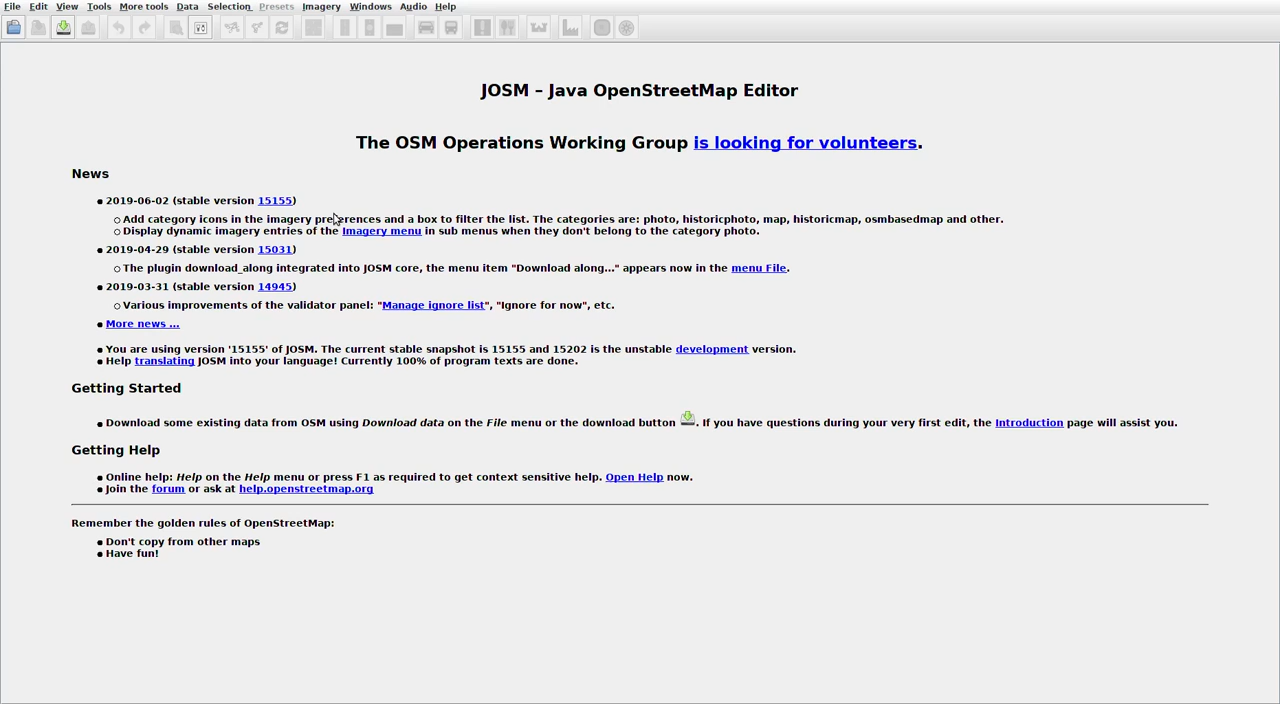 File Edit View Tools More tools Data Selection Presets Imagery Windows Audio Help
JOSM – Java OpenStreetMap Editor
The OSM Operations Working Group is looking for volunteers.
News
2019-06-02 (stable version 15155)
Add category icons in the imagery preferences and a box to filter the list. The categories are: photo, historicphoto, map, historicmap, osmbasedmap and other.
Display dynamic imagery entries of the Imagery menu in sub menus when they don't belong to the category photo.
2019-04-29 (stable version 15031)
The plugin download_along integrated into JOSM core, the menu item "Download along..." appears now in the menu File.
2019-03-31 (stable version 14945)
Various improvements of the validator panel: "Manage ignore list", "Ignore for now", etc.
More news ...
You are using version '15155' of JOSM. The current stable snapshot is 15155 and 15202 is the unstable development version.
Help translating JOSM into your language! Currently 100% of program texts are done.
Getting Started
Download some existing data from OSM using Download data on the File menu or the download button . If you have questions during your very first edit, the Introduction page will assist you.
Getting Help
Online help: Help on the Help menu or press F1 as required to get context sensitive help. Open Help now.
Join the forum or ask at help.openstreetmap.org
Remember the golden rules of OpenStreetMap:
Don't copy from other maps
Have fun!